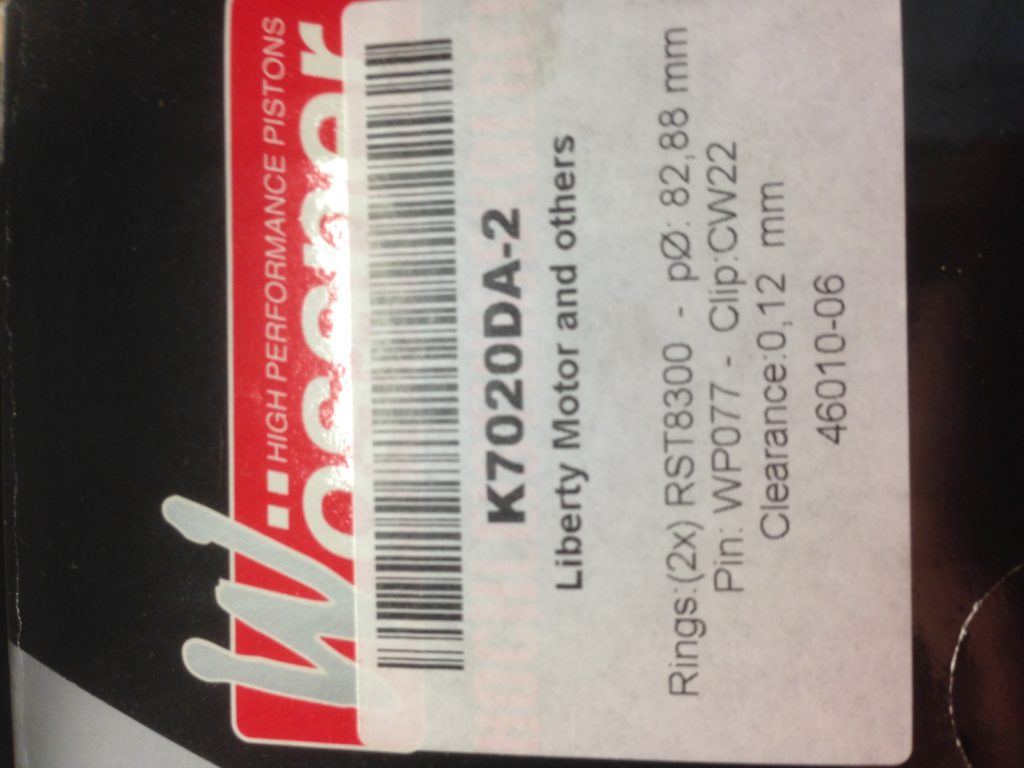 HIGH PERFORMANCE PISTONS
Woessner
K7020DA-2
Liberty Motor and others
Rings:(2x) RST8300 - pØ: 82,88 mm
Pin: WP077 - Clip:CW22
Clearance:0,12 mm
46010-06